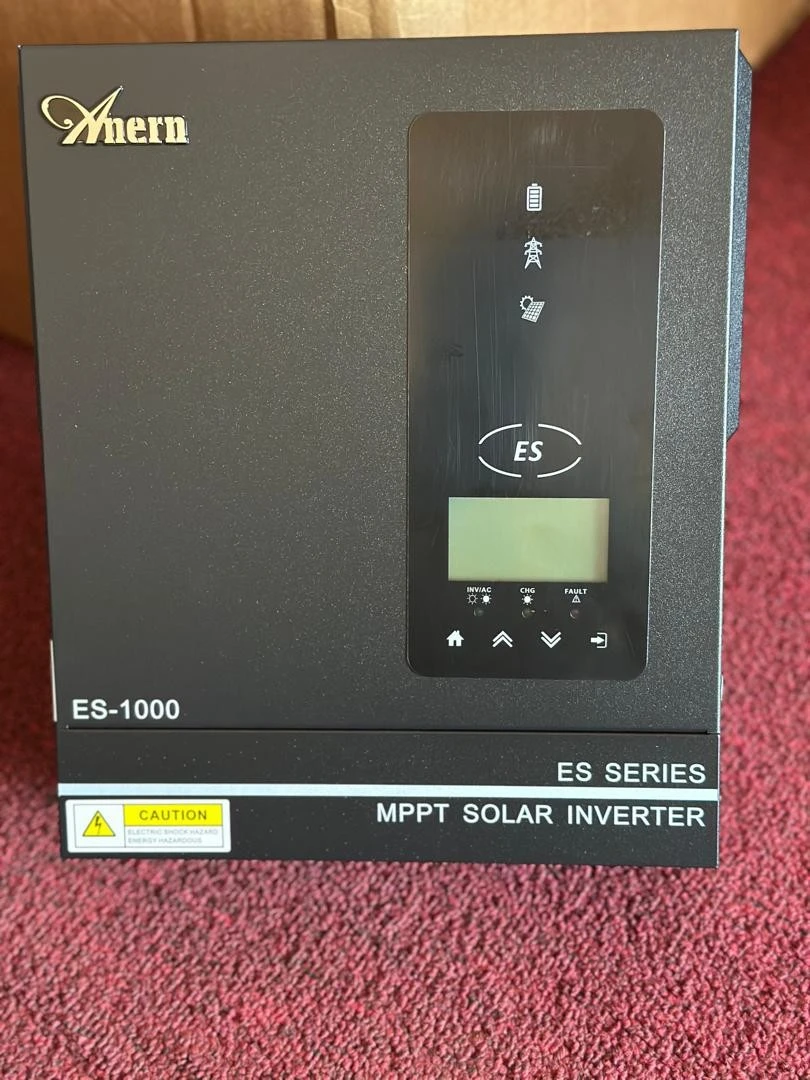 Anern
ES
INV/AC CHG FAULT
ES-1000
ES SERIES
MPPT SOLAR INVERTER
CAUTION
ELECTRIC SHOCK HAZARD
ENERGY HAZARDOUS